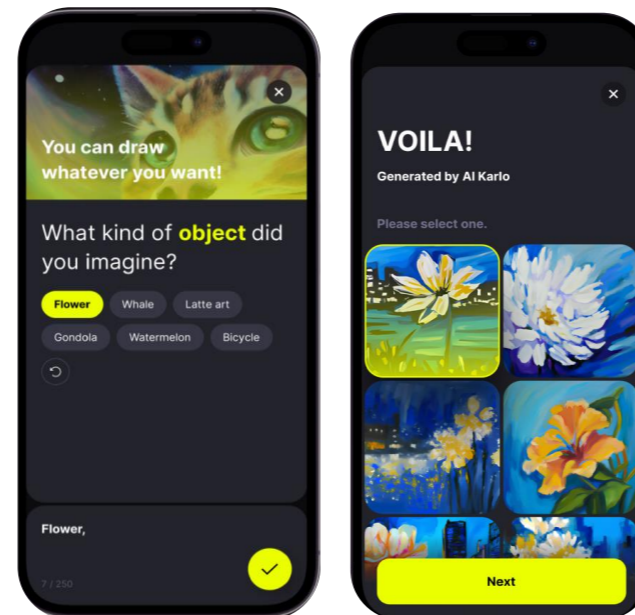 You can draw
whatever you want!
What kind of object did
you imagine?
Flower
Whale
Latte art
Gondola
Watermelon
Bicycle
Flower,
7 / 250
VOILA!
Generated by AI Karlo
Please select one.
Next